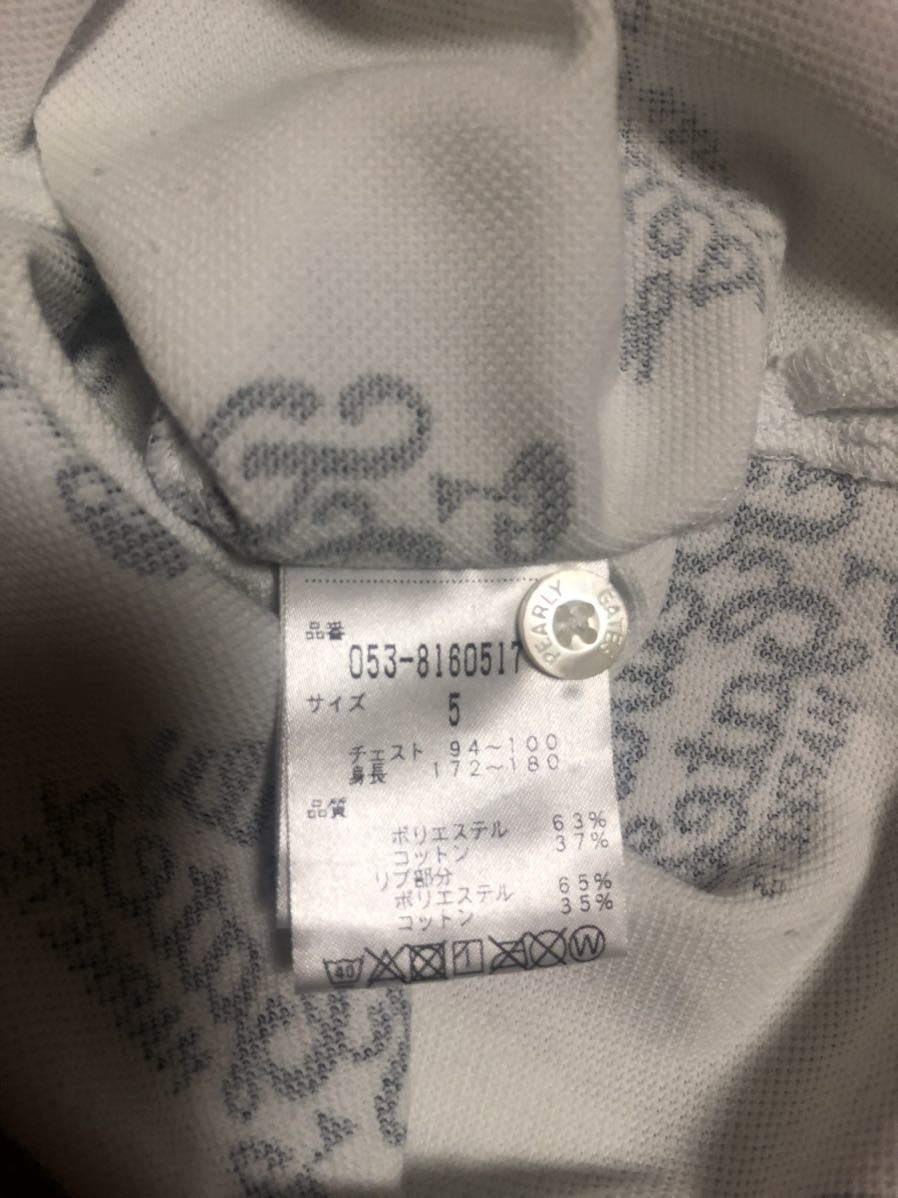 品番
053-8160517
サイズ 5
チェスト 94～100
身長 172～180
品質
ポリエステル 63%
コットン 37%
リブ部分
ポリエステル 65%
コットン 35%
40
W
PEARLY GATES